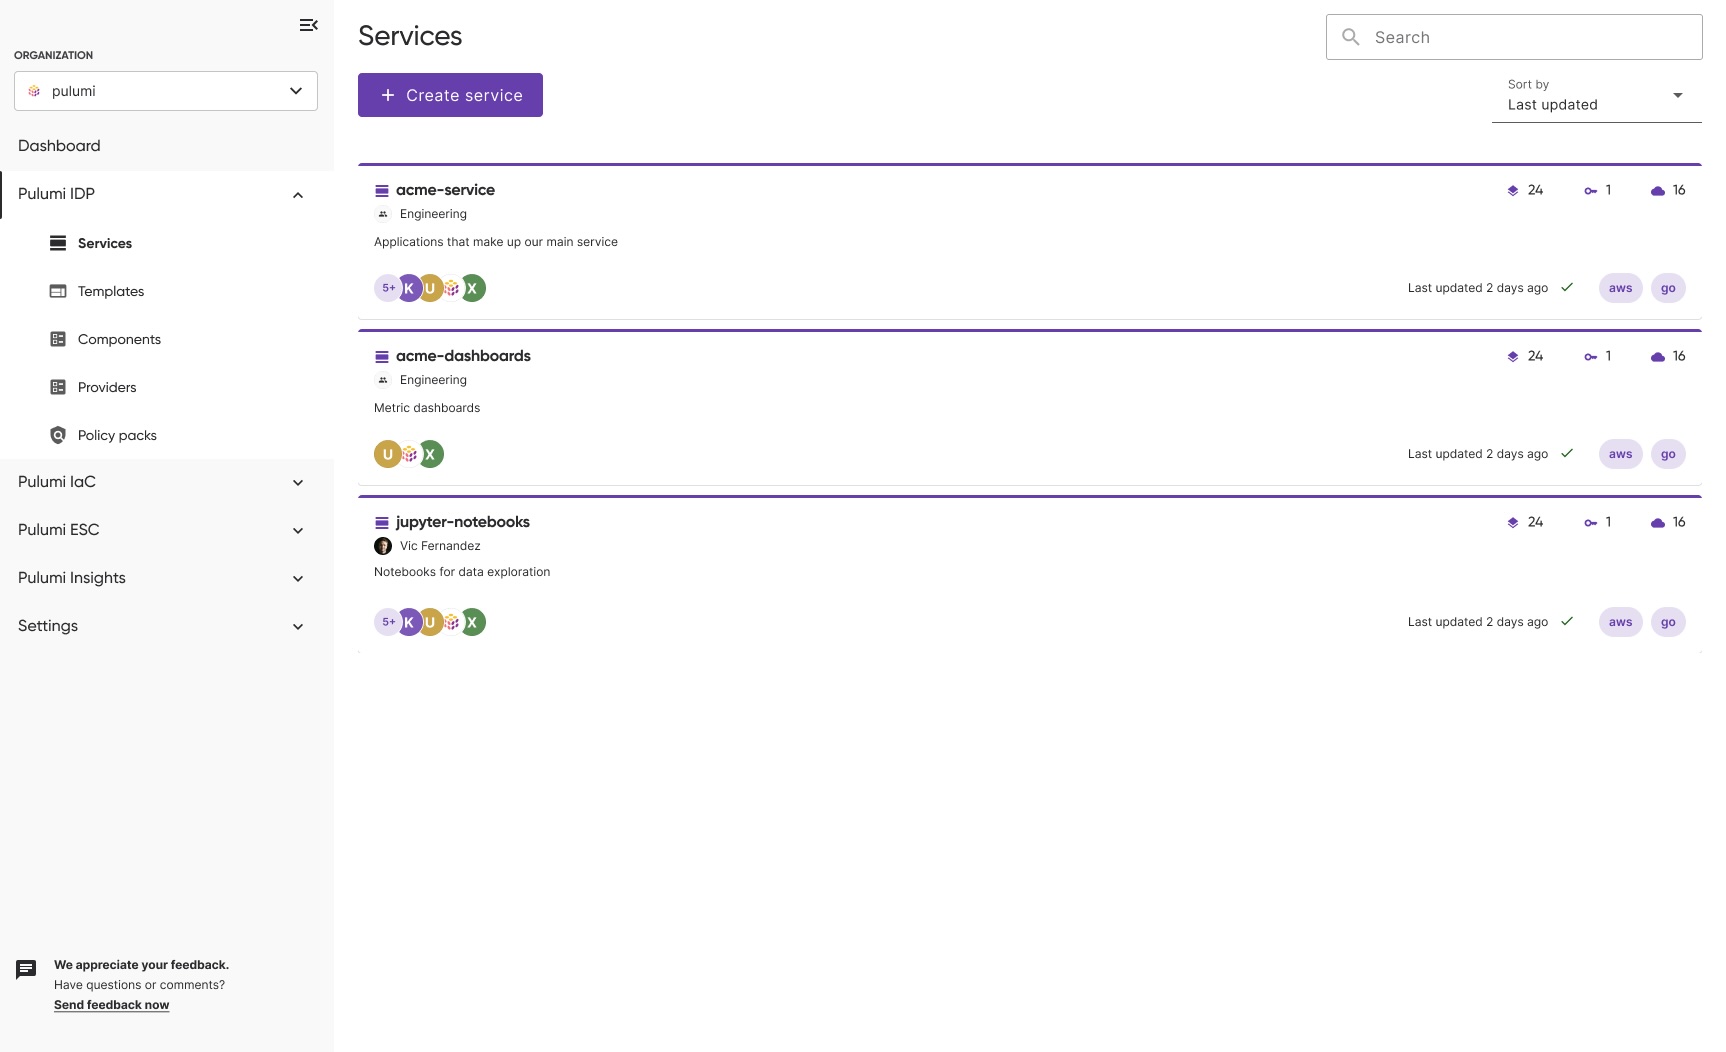 ORGANIZATION
pulumi
Dashboard
Pulumi IDP
Services
Templates
Components
Providers
Policy packs
Pulumi IaC
Pulumi ESC
Pulumi Insights
Settings
We appreciate your feedback.
Have questions or comments?
Send feedback now
Services
Search
+ Create service
Sort by
Last updated
acme-service 24 1 16
Engineering
Applications that make up our main service
5+ K U X Last updated 2 days ago aws go
acme-dashboards 24 1 16
Engineering
Metric dashboards
U X Last updated 2 days ago aws go
jupyter-notebooks 24 1 16
Vic Fernandez
Notebooks for data exploration
5+ K U X Last updated 2 days ago aws go